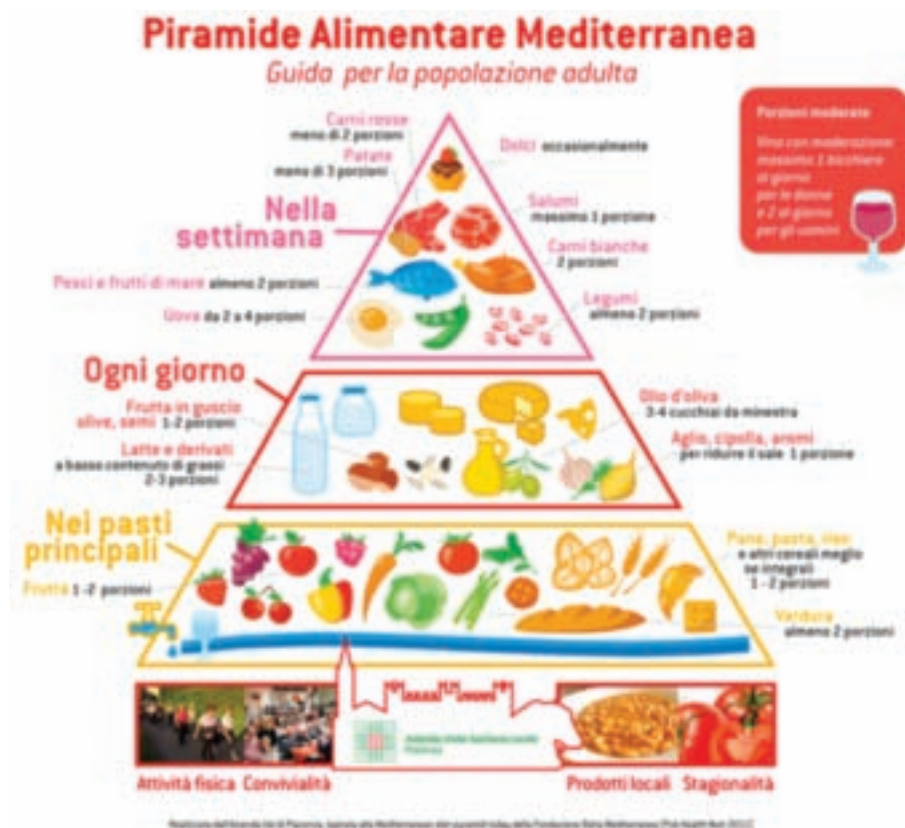 Piramide Alimentare Mediterranea
Guida per la popolazione adulta
Carni rosse
meno di 2 porzioni
Patate
meno di 3 porzioni
Nella
settimana
Pesci e frutti di mare almeno 2 porzioni
Uova da 2 a 4 porzioni
Dolci occasionalmente
Salumi
massimo 1 porzione
Carni bianche
2 porzioni
Legumi
almeno 2 porzioni
Porzioni moderate
Vino con moderazione
massimo 1 bicchiere
al giorno
per le donne
e 2 al giorno
per gli uomini
Ogni giorno
Frutta in guscio
olive, semi 1-2 porzioni
Latte e derivati
a basso contenuto di grassi
2-3 porzioni
Olio d'oliva
3-4 cucchiai da minestra
Aglio, cipolla, aromi
per ridurre il sale 1 porzione
Nei pasti
principali
Frutta 1-2 porzioni
Pane, pasta, riso
e altri cereali meglio
se integrali
1-2 porzioni
Verdura
almeno 2 porzioni
Attività fisica
Convivialità
Prodotti locali
Stagionalità